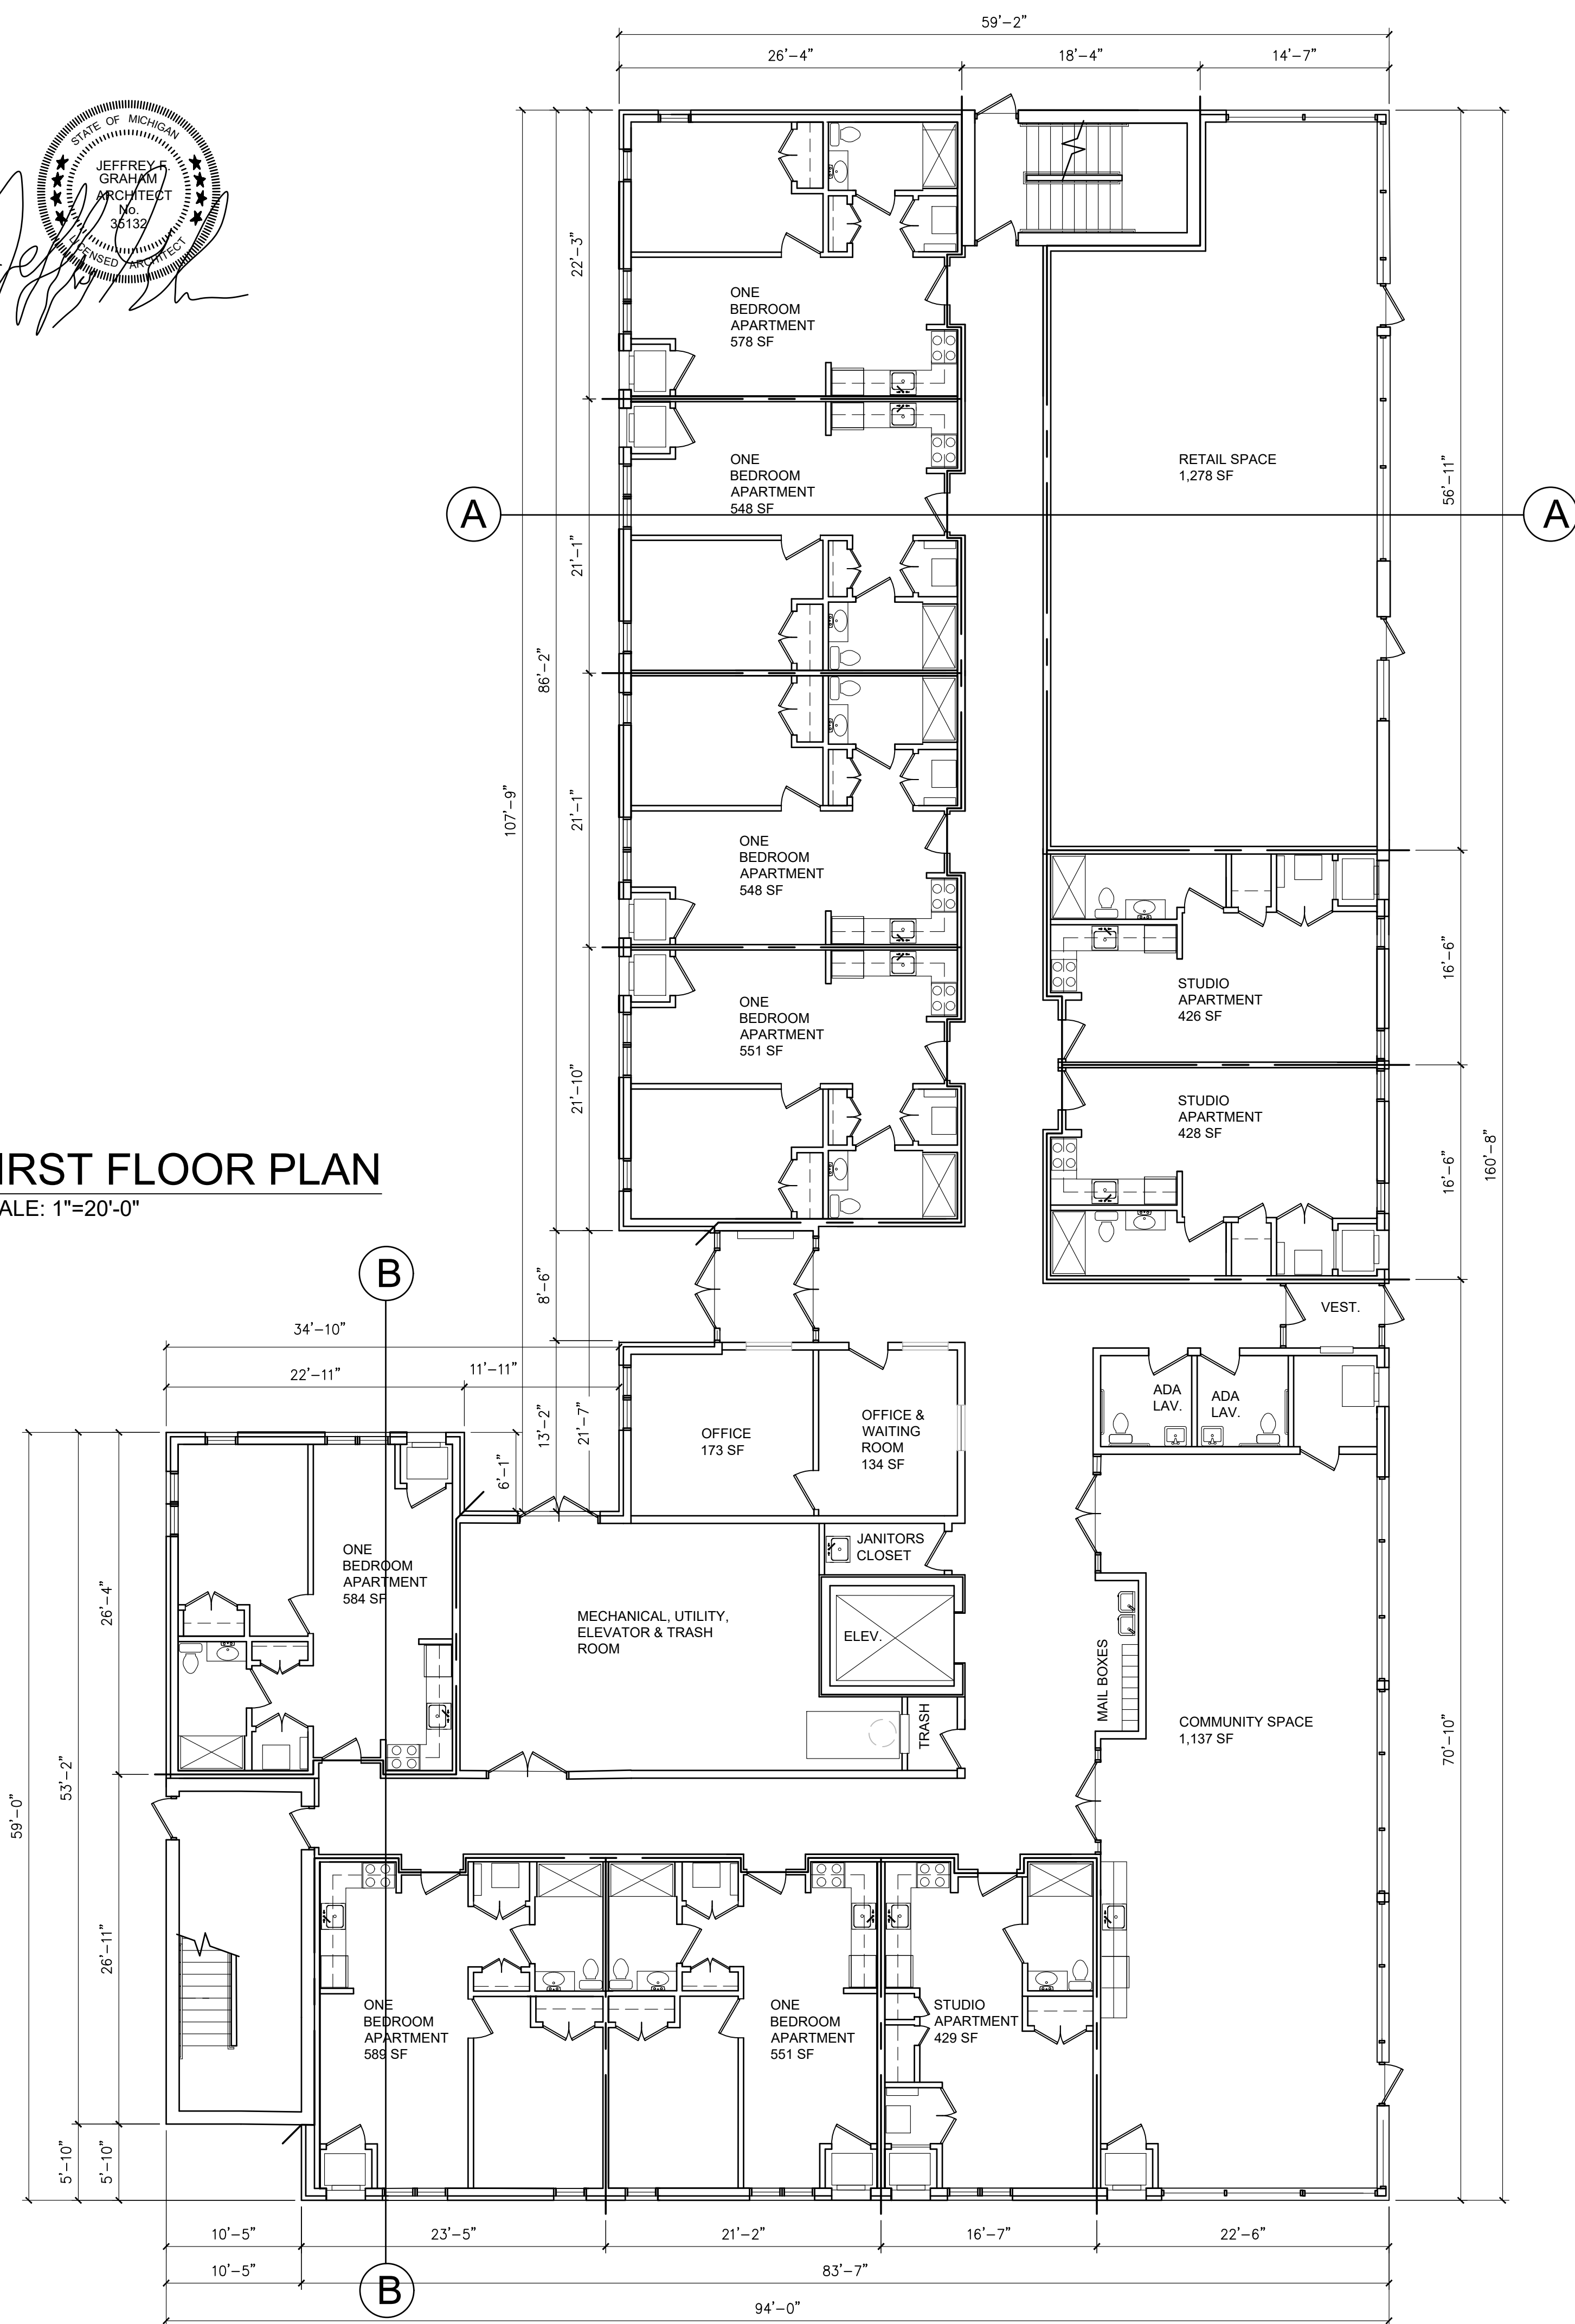 59'-2"
26'-4"
18'-4"
14'-7"
STATE OF MICHIGAN
JEFFREY F.
GRAHAM
ARCHITECT
No.
35132
LICENSED ARCHITECT
22'-3"
ONE
BEDROOM
APARTMENT
578 SF
ONE
BEDROOM
APARTMENT
548 SF
RETAIL SPACE
1,278 SF
56'-11"
A
A
21'-1"
86'-2"
107'-9"
21'-1"
ONE
BEDROOM
APARTMENT
548 SF
ONE
BEDROOM
APARTMENT
551 SF
STUDIO
APARTMENT
426 SF
16'-6"
21'-10"
STUDIO
APARTMENT
428 SF
16'-6"
160'-8"
IRST FLOOR PLAN
ALE: 1"=20'-0"
B
8'-6"
VEST.
34'-10"
22'-11"
11'-11"
13'-2"
21'-7"
6'-1"
OFFICE
173 SF
OFFICE &
WAITING
ROOM
134 SF
ADA
LAV.
ADA
LAV.
ONE
BEDROOM
APARTMENT
584 SF
26'-4"
JANITORS
CLOSET
MECHANICAL, UTILITY,
ELEVATOR & TRASH
ROOM
ELEV.
TRASH
MAIL BOXES
COMMUNITY SPACE
1,137 SF
70'-10"
59'-0"
53'-2"
26'-11"
ONE
BEDROOM
APARTMENT
589 SF
ONE
BEDROOM
APARTMENT
551 SF
STUDIO
APARTMENT
429 SF
5'-10"
5'-10"
10'-5"
23'-5"
21'-2"
16'-7"
22'-6"
10'-5"
83'-7"
B
94'-0"